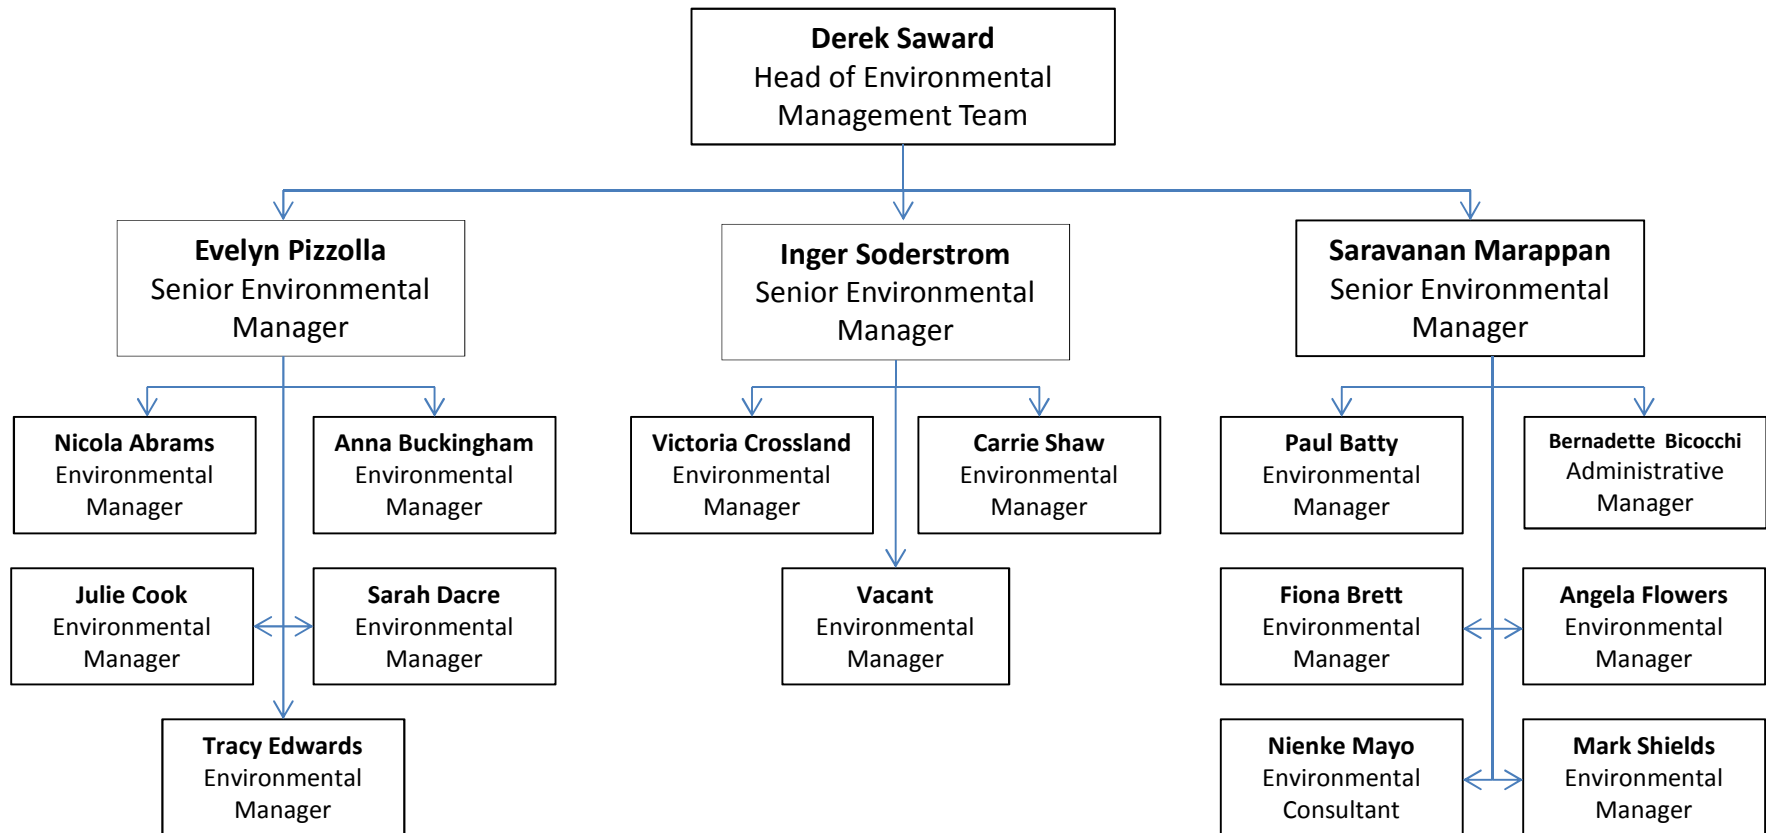 Derek Saward
Head of Environmental
Management Team
Evelyn Pizzolla
Senior Environmental
Manager
Inger Soderstrom
Senior Environmental
Manager
Saravanan Marappan
Senior Environmental
Manager
Nicola Abrams
Environmental
Manager
Anna Buckingham
Environmental
Manager
Victoria Crossland
Environmental
Manager
Carrie Shaw
Environmental
Manager
Paul Batty
Environmental
Manager
Bernadette Bicocchi
Administrative
Manager
Julie Cook
Environmental
Manager
Sarah Dacre
Environmental
Manager
Vacant
Environmental
Manager
Fiona Brett
Environmental
Manager
Angela Flowers
Environmental
Manager
Tracy Edwards
Environmental
Manager
Nienke Mayo
Environmental
Consultant
Mark Shields
Environmental
Manager